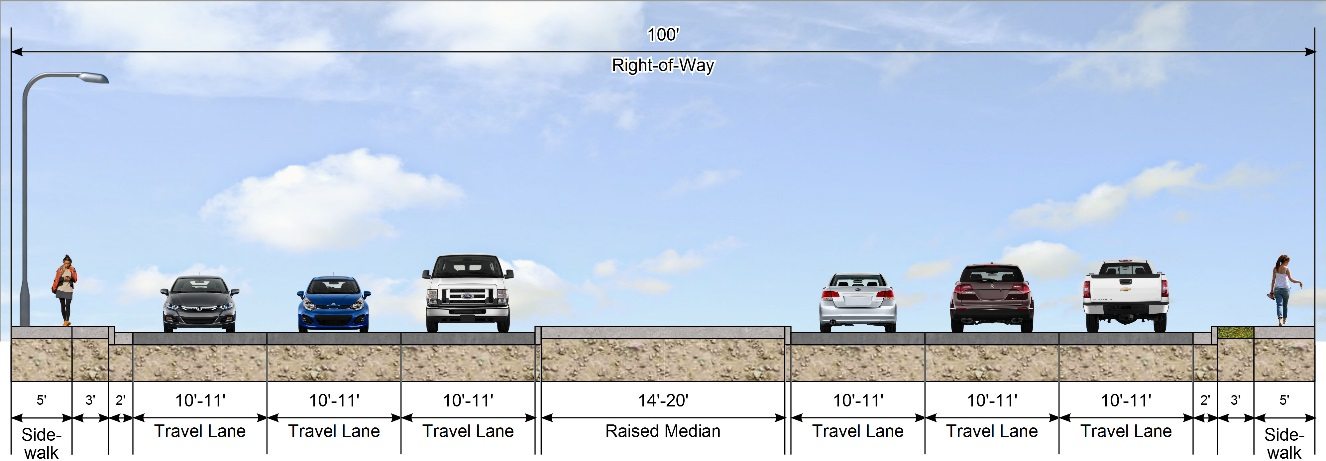 100'
Right-of-Way
5' 3' 2' 10'-11' 10'-11' 10'-11' 14'-20' 10'-11' 10'-11' 10'-11' 2' 3' 5'
Side-
walk
Travel Lane Travel Lane Travel Lane Raised Median Travel Lane Travel Lane Travel Lane
Side-
walk